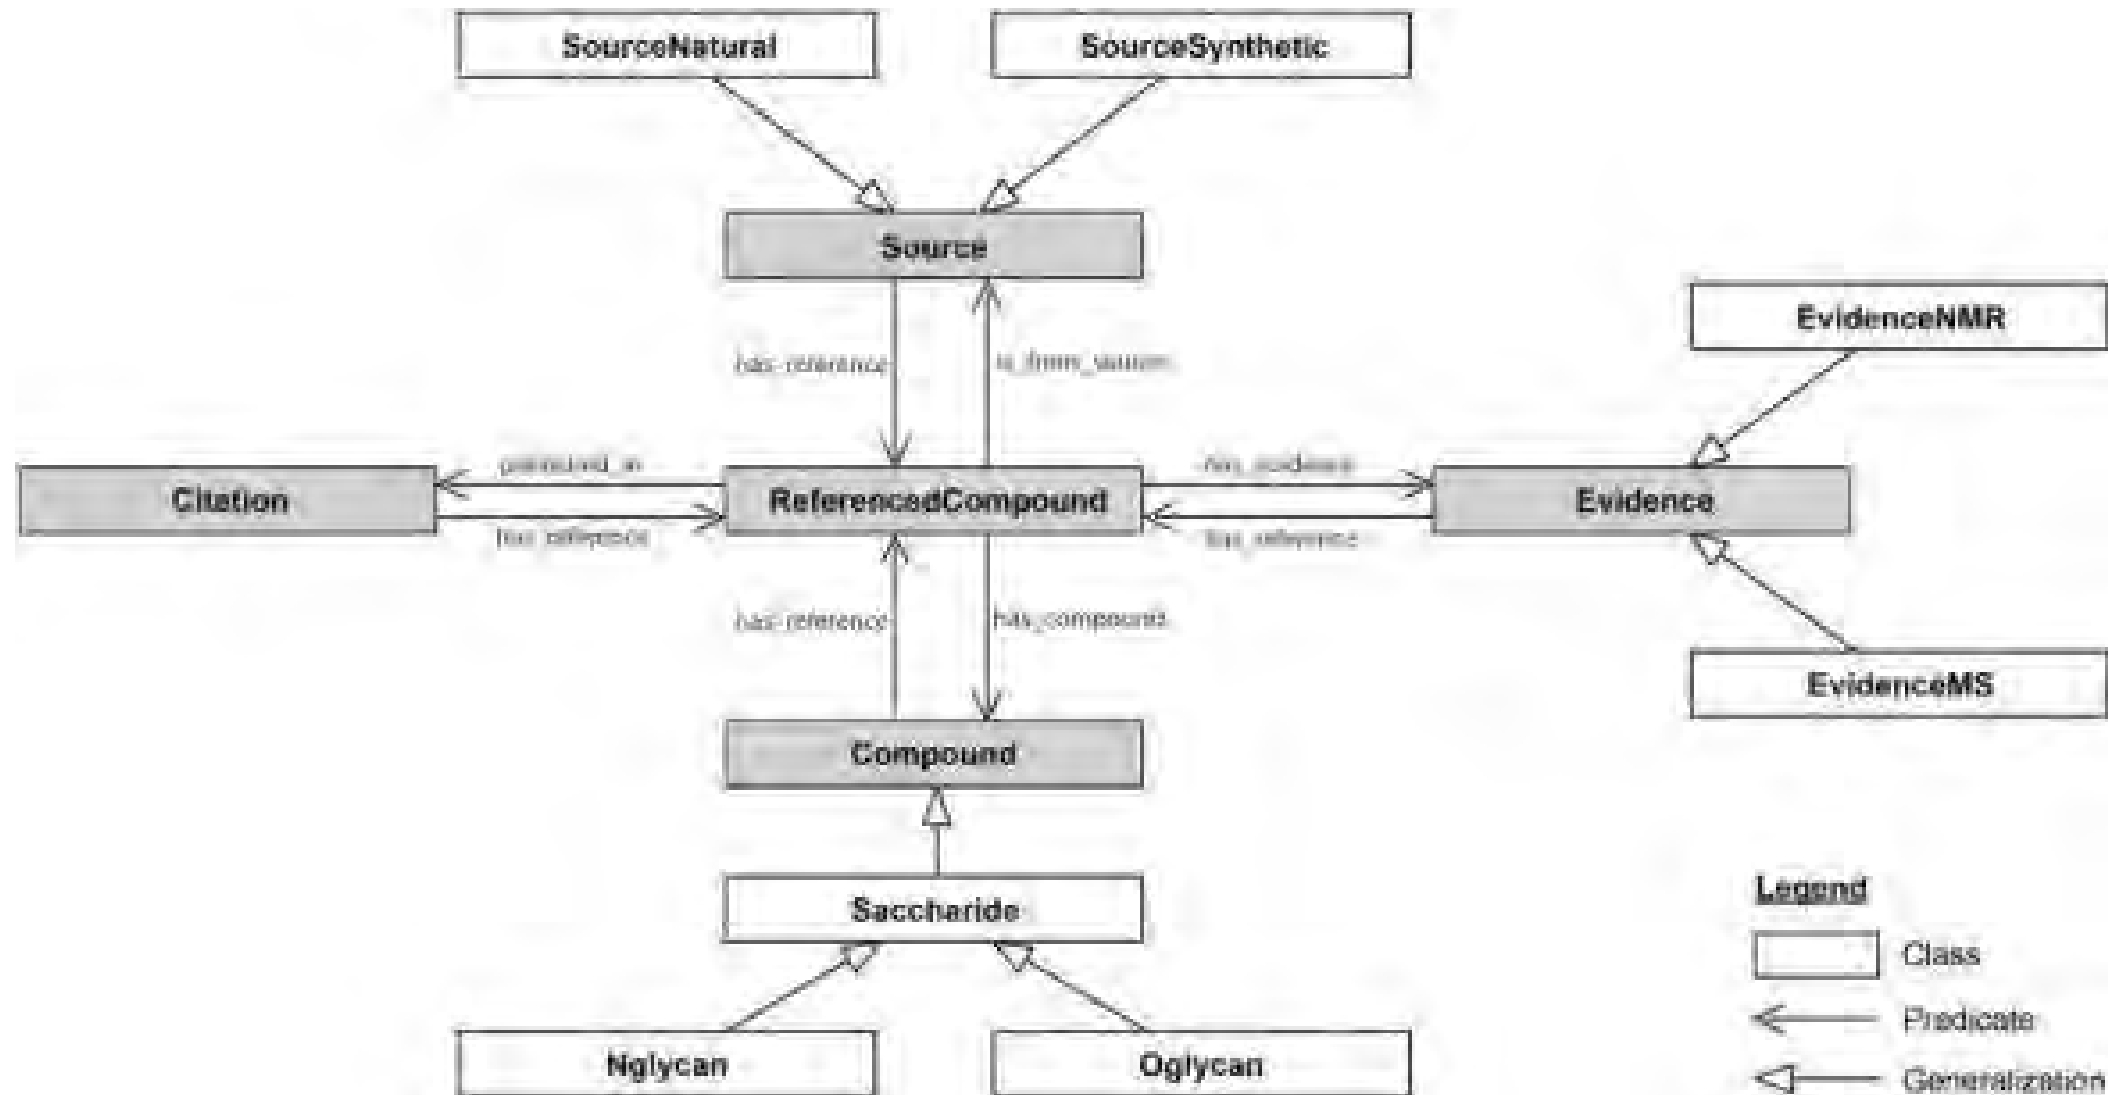 SourceNatural
SourceSynthetic
Source
EvidenceNMR
has_reference
is_from_source
has_evidence
Citation
ReferencedCompound
Evidence
has_reference
has_reference
has_reference
has_compound
EvidenceMS
Compound
Saccharide
Legend
Class
Predicate
Nglycan
Oglycan
Generalization